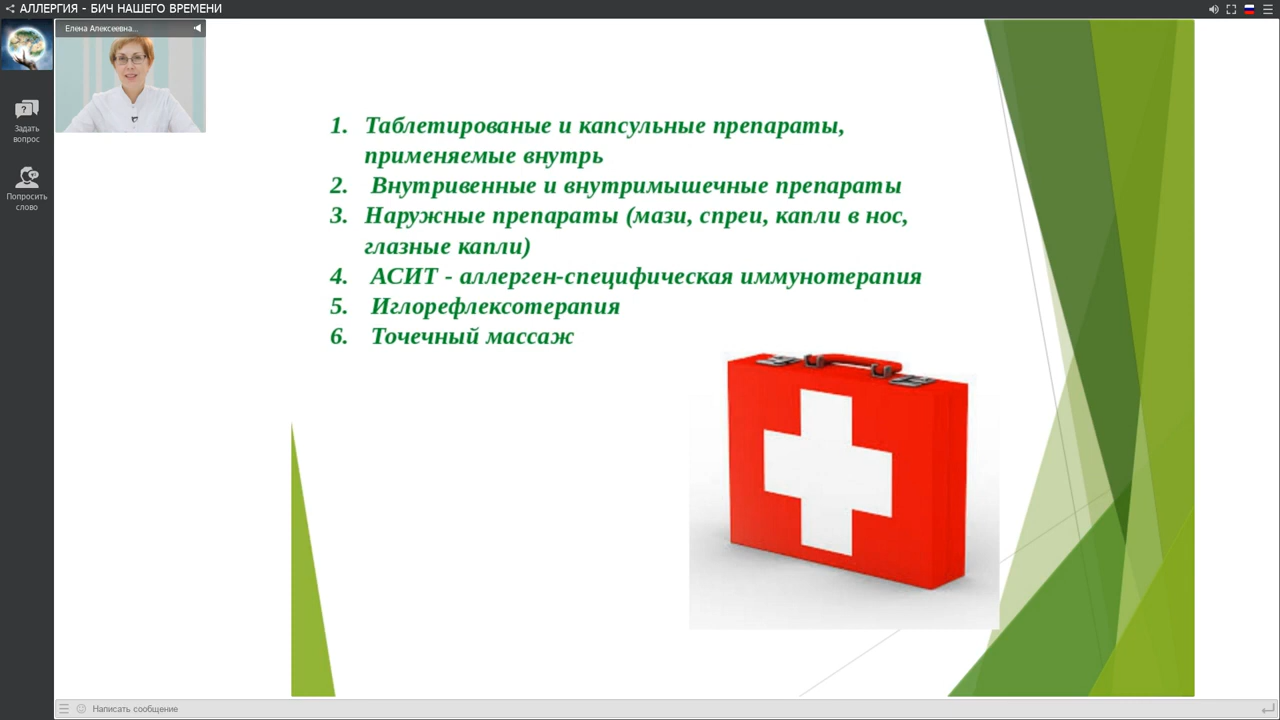 АЛЛЕРГИЯ - БИЧ НАШЕГО ВРЕМЕНИ
Елена Алексеевна...
Задать
вопрос
Попросить
слово
1. Таблетированые и капсульные препараты,
применяемые внутрь
2. Внутривенные и внутримышечные препараты
3. Наружные препараты (мази, спреи, капли в нос,
глазные капли)
4. АСИТ - аллерген-специфическая иммунотерапия
5. Иглорефлексотерапия
6. Точечный массаж
Написать сообщение